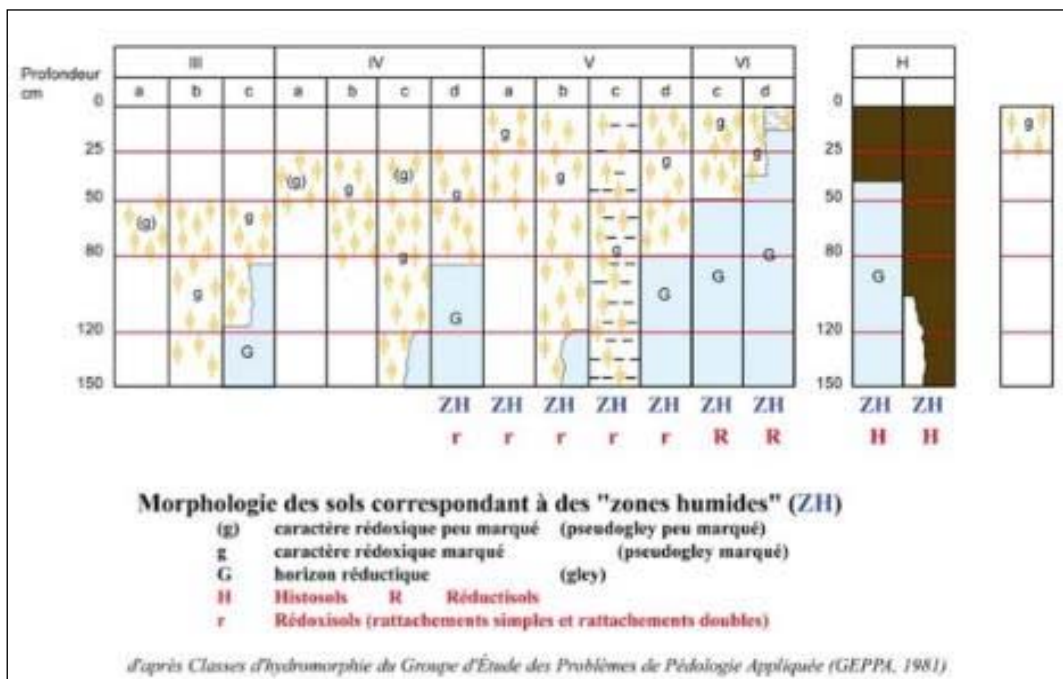 III IV V VI H
Profondeur
cm
a b c a b c d a b c d c d
0 0
g g g g
25 25
(g) g (g) g g g g
50 50
(g) g g
80 80
g g G G G
g G G
120 120
G
150 150
ZH ZH ZH ZH ZH ZH ZH ZH ZH
r r r r r R R H H
Morphologie des sols correspondant à des "zones humides" (ZH)
(g) caractère rédoxique peu marqué (pseudogley peu marqué)
g caractère rédoxique marqué (pseudogley marqué)
G horizon réductique (gley)
H Histosols R Réductisols
r Rédoxisols (rattachements simples et rattachements doubles)
d'après Classes d'hydromorphie du Groupe d'Étude des Problèmes de Pédologie Appliquée (GEPPA, 1981)